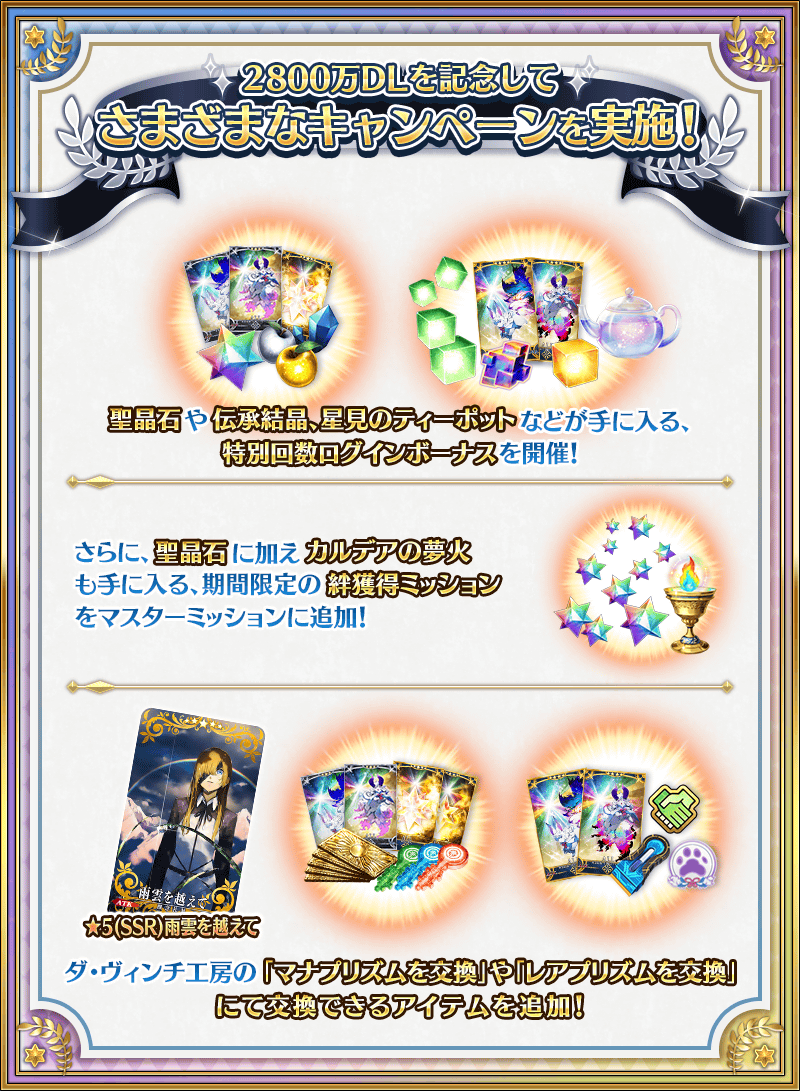 2800万DLを記念して
さまざまなキャンペーンを実施!
聖晶石や伝承結晶、星見のティーポットなどが手に入る、
特別回数ログインボーナスを開催!
さらに、聖晶石に加えカルデアの夢火
も手に入る、期間限定の絆獲得ミッション
をマスターミッションに追加!
雨雲を越えて
ATK
★5(SSR)雨雲を越えて
ダ・ヴィンチ工房の「マナプリズムを交換」や「レアプリズムを交換」
にて交換できるアイテムを追加!